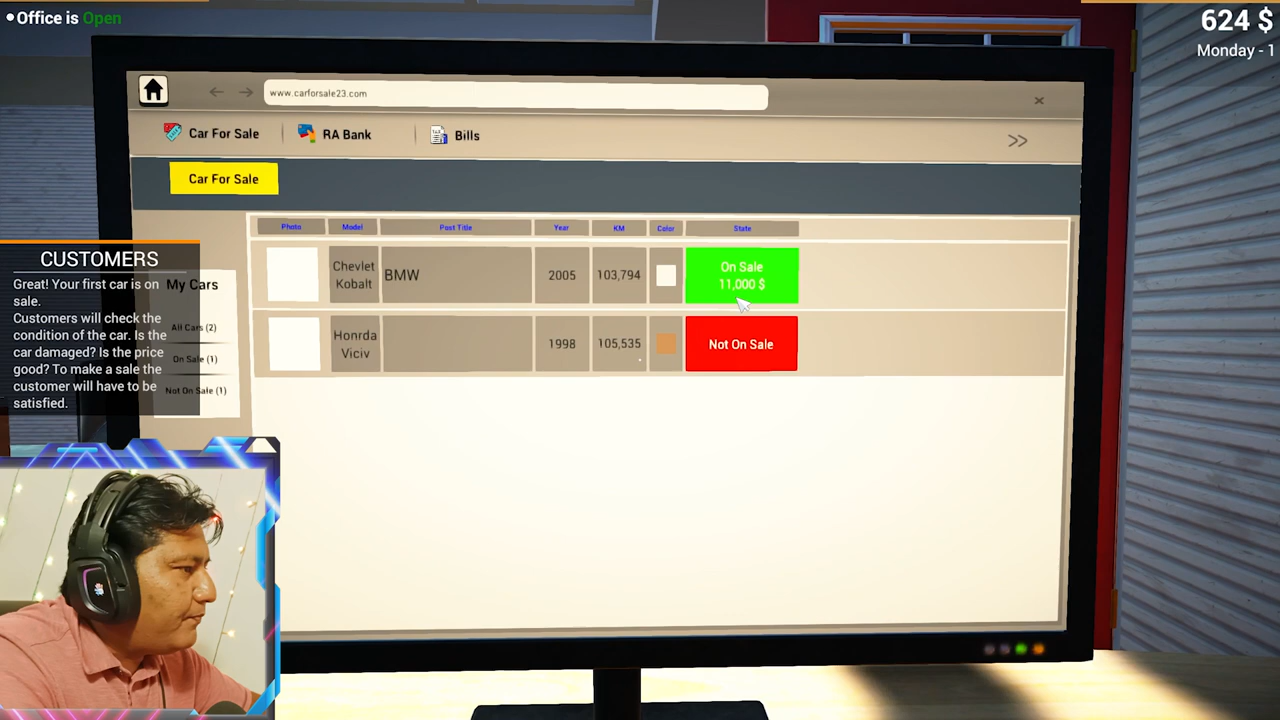 Office is Open
624 $
Monday - 1
www.carforsale23.com
Car For Sale
RA Bank
Bills
>>
Car For Sale
Photo
Model
Post Title
Year
KM
Color
State
Chevlet
Kobalt
BMW
2005
103,794
On Sale
11,000 $
Honrda
Viciv
1998
105,535
Not On Sale
My Cars
All Cars (2)
On Sale (1)
Not On Sale (1)
CUSTOMERS
Great! Your first car is on
sale.
Customers will check the
condition of the car. Is the
car damaged? Is the price
good? To make a sale the
customer will have to be
satisfied.